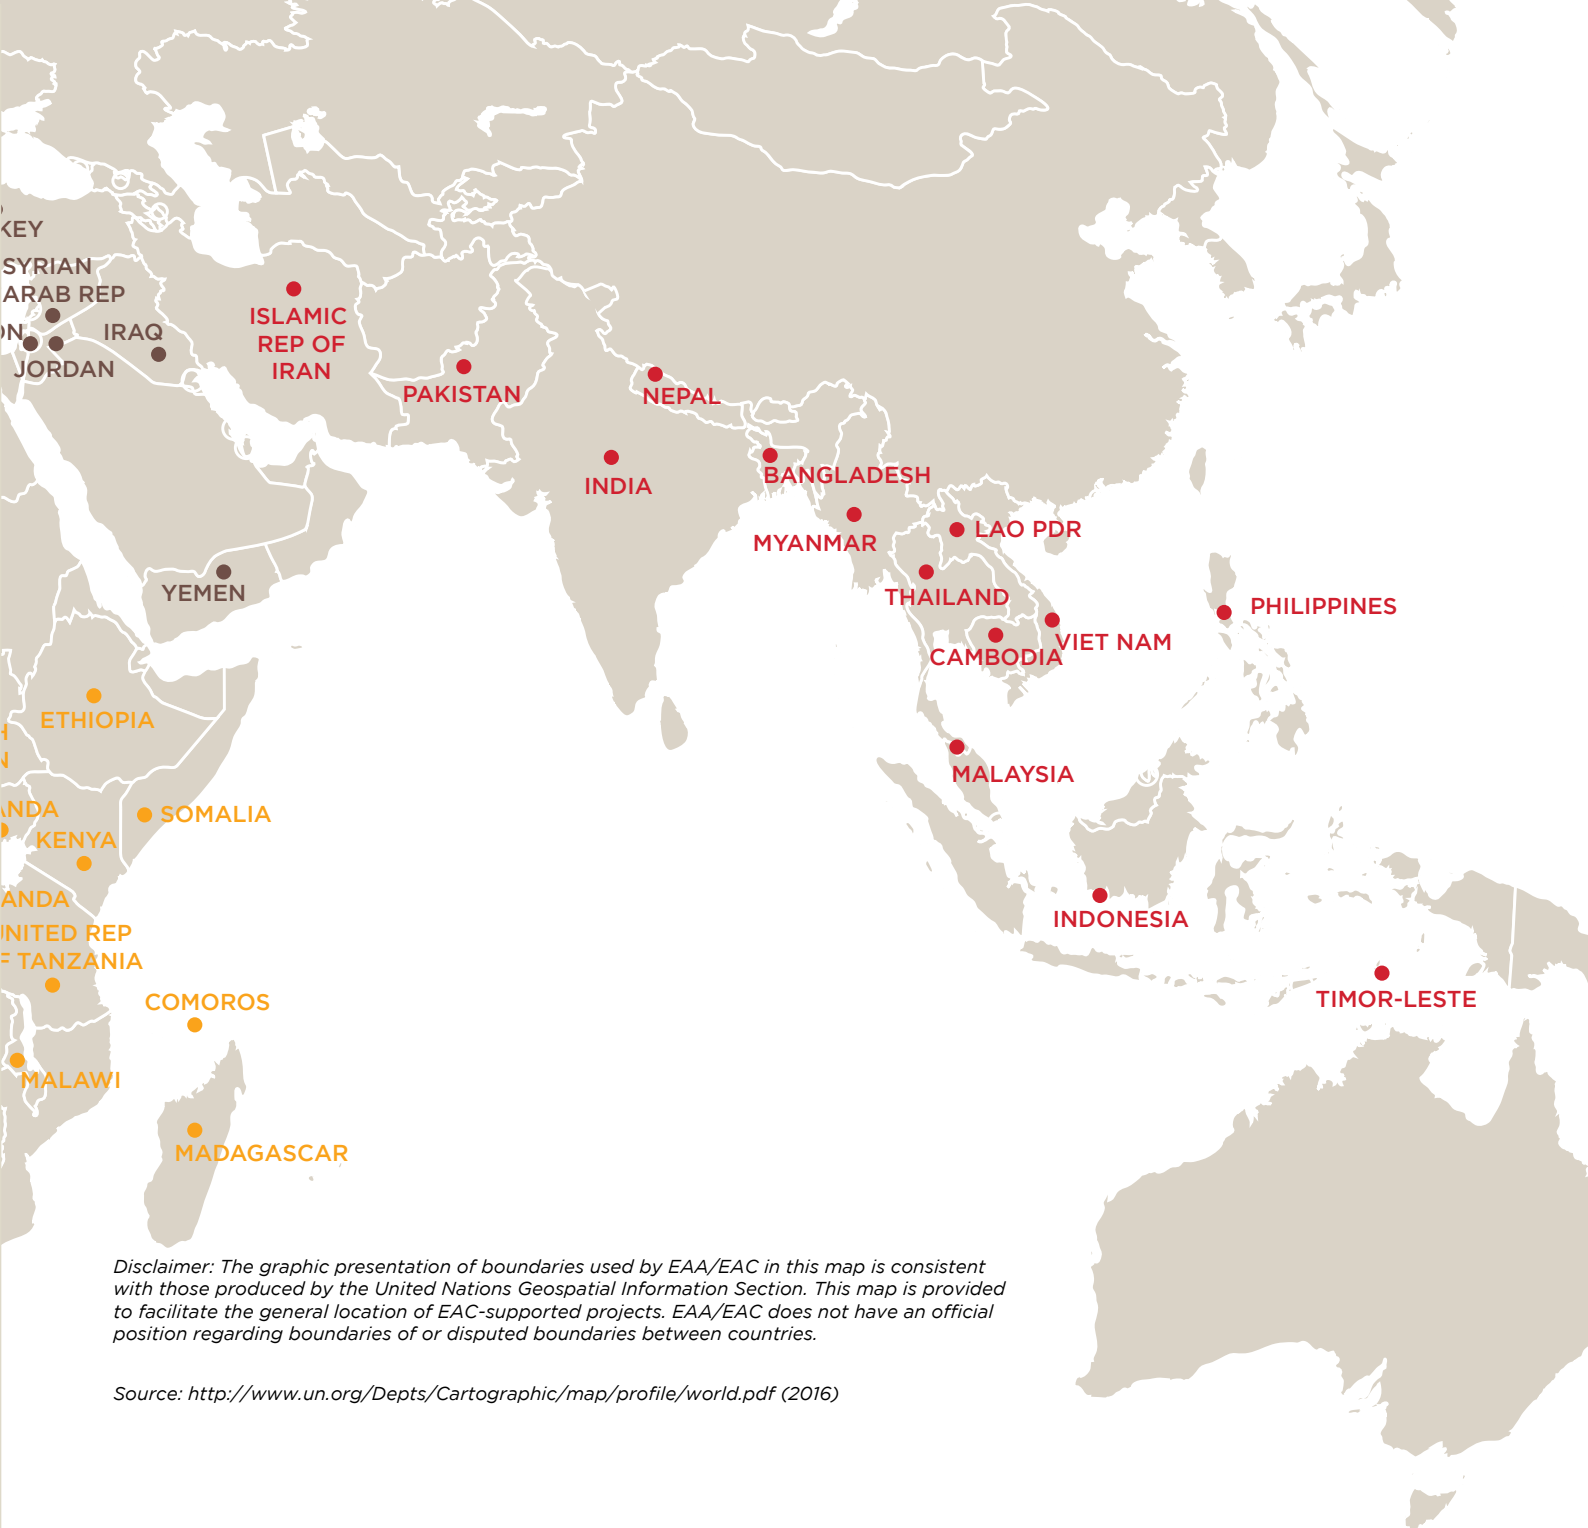 KEY
SYRIAN
ARAB REP
ON
IRAQ
JORDAN
ISLAMIC
REP OF
IRAN
PAKISTAN
NEPAL
INDIA
BANGLADESH
MYANMAR
LAO PDR
THAILAND
VIET NAM
CAMBODIA
PHILIPPINES
YEMEN
ETHIOPIA
MALAYSIA
SOMALIA
ANDA
KENYA
ANDA
UNITED REP
F TANZANIA
INDONESIA
TIMOR-LESTE
COMOROS
MALAWI
MADAGASCAR
Disclaimer: The graphic presentation of boundaries used by EAA/EAC in this map is consistent
with those produced by the United Nations Geospatial Information Section. This map is provided
to facilitate the general location of EAC-supported projects. EAA/EAC does not have an official
position regarding boundaries of or disputed boundaries between countries.
Source: http://www.un.org/Depts/Cartographic/map/profile/world.pdf (2016)